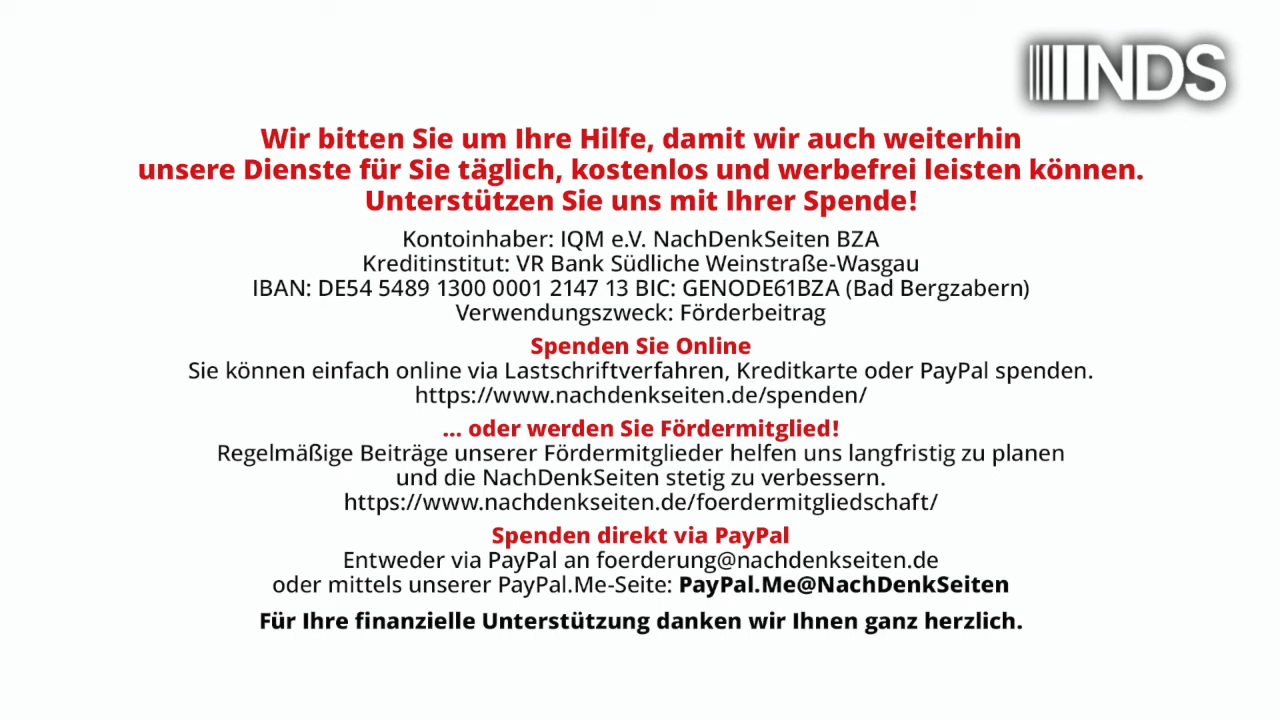 NDS
Wir bitten Sie um Ihre Hilfe, damit wir auch weiterhin
unsere Dienste für Sie täglich, kostenlos und werbefrei leisten können.
Unterstützen Sie uns mit Ihrer Spende!
Kontoinhaber: IQM e.V. NachDenkSeiten BZA
Kreditinstitut: VR Bank Südliche Weinstraße-Wasgau
IBAN: DE54 5489 1300 0001 2147 13 BIC: GENODE61BZA (Bad Bergzabern)
Verwendungszweck: Förderbeitrag
Spenden Sie Online
Sie können einfach online via Lastschriftverfahren, Kreditkarte oder PayPal spenden.
https://www.nachdenkseiten.de/spenden/
... oder werden Sie Fördermitglied!
Regelmäßige Beiträge unserer Fördermitglieder helfen uns langfristig zu planen
und die NachDenkSeiten stetig zu verbessern.
https://www.nachdenkseiten.de/foerdermitgliedschaft/
Spenden direkt via PayPal
Entweder via PayPal an foerderung@nachdenkseiten.de
oder mittels unserer PayPal.Me-Seite: PayPal.Me@NachDenkSeiten
Für Ihre finanzielle Unterstützung danken wir Ihnen ganz herzlich.